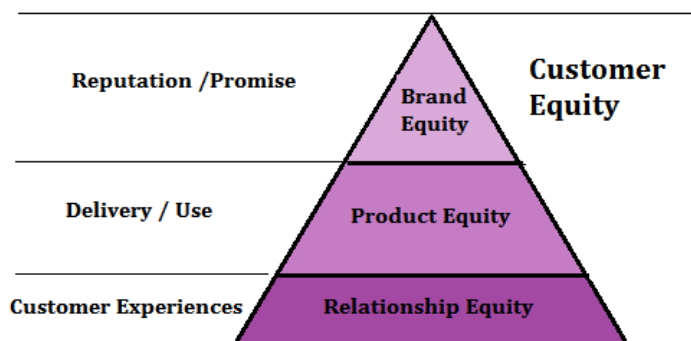 Customer
Equity
Reputation /Promise
Brand
Equity
Delivery / Use
Product Equity
Customer Experiences
Relationship Equity